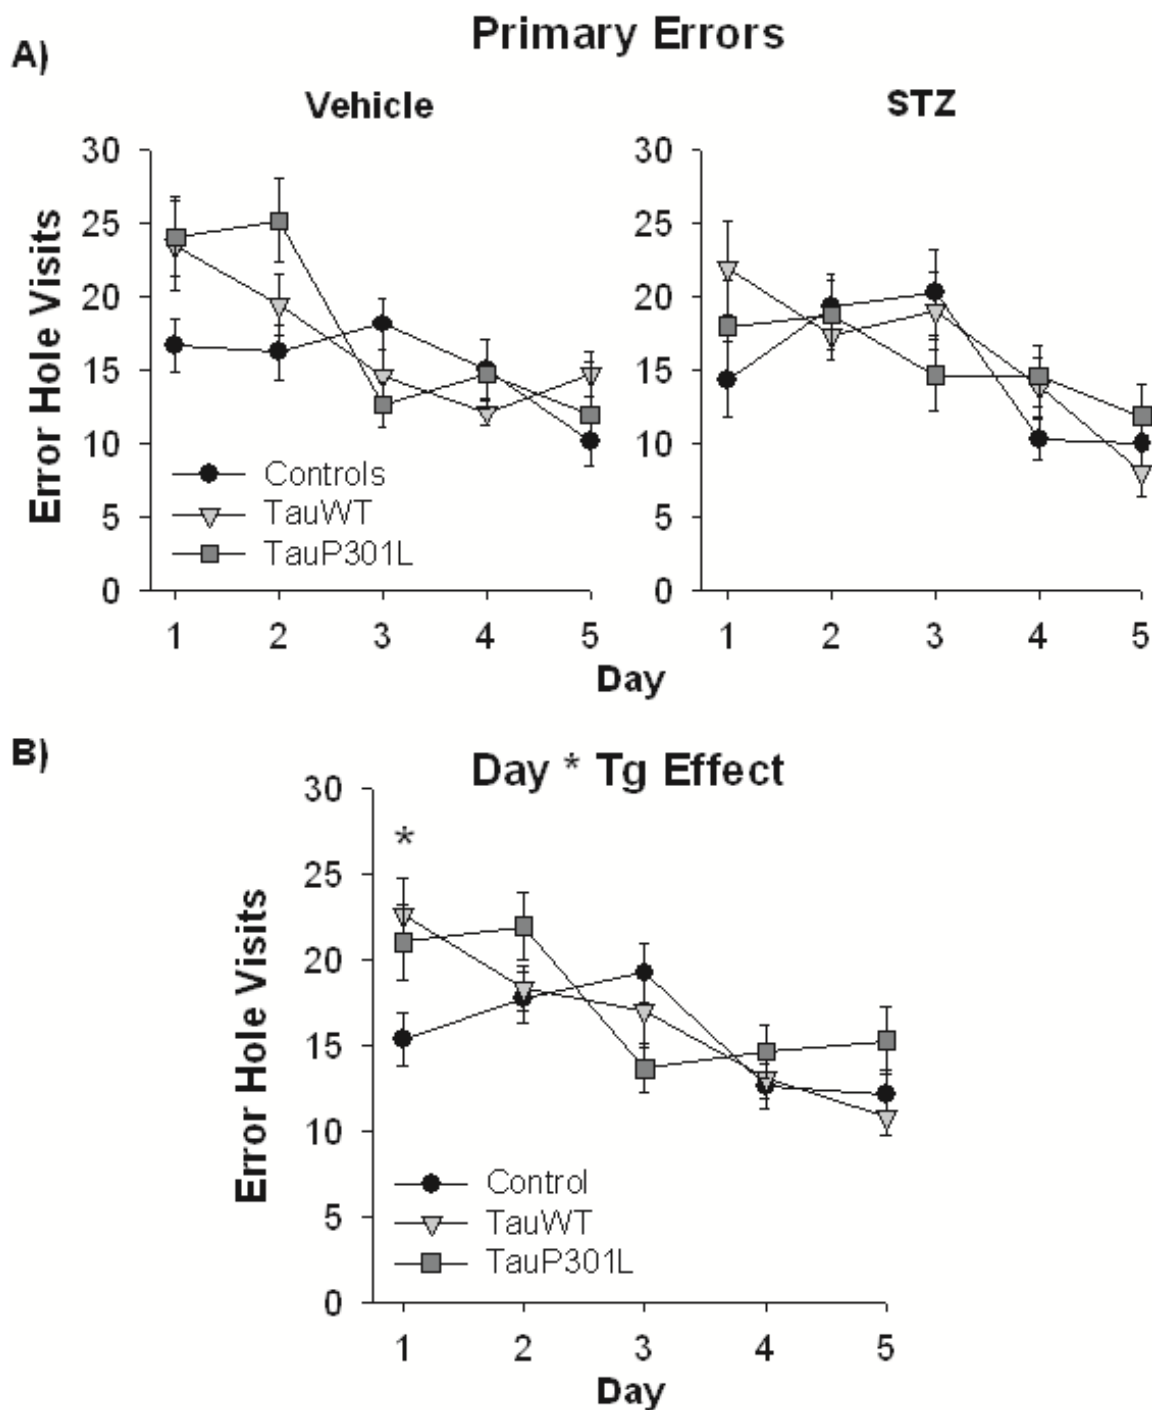 Primary Errors
A)
Vehicle
STZ
Error Hole Visits
30
25
20
15
10
5
0
Controls
TauWT
TauP301L
1 2 3 4 5
30
25
20
15
10
5
0
1 2 3 4 5
Day
B)
Day * Tg Effect
Error Hole Visits
30
25
20
15
10
5
0
*
Control
TauWT
TauP301L
1 2 3 4 5
Day